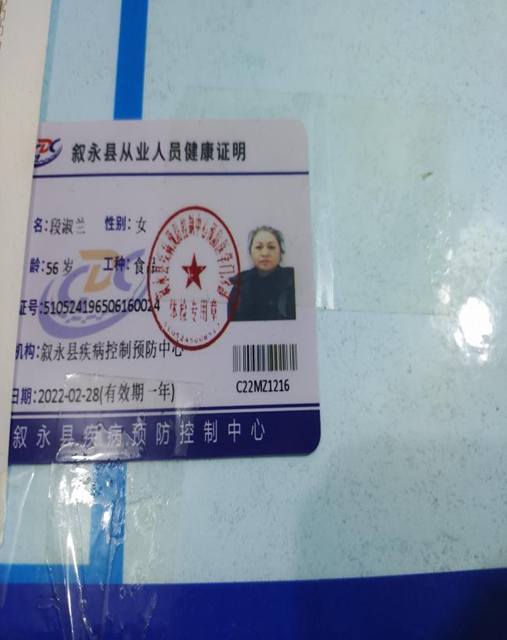 叙永县从业人员健康证明
名:段淑兰 性别:女
龄:56 岁 工种:食
证号:510524196506160024
机构:叙永县疾病控制预防中心
体检专用章
C22MZ1216
日期:2022-02-28(有效期一年)
叙永县疾病预防控制中心